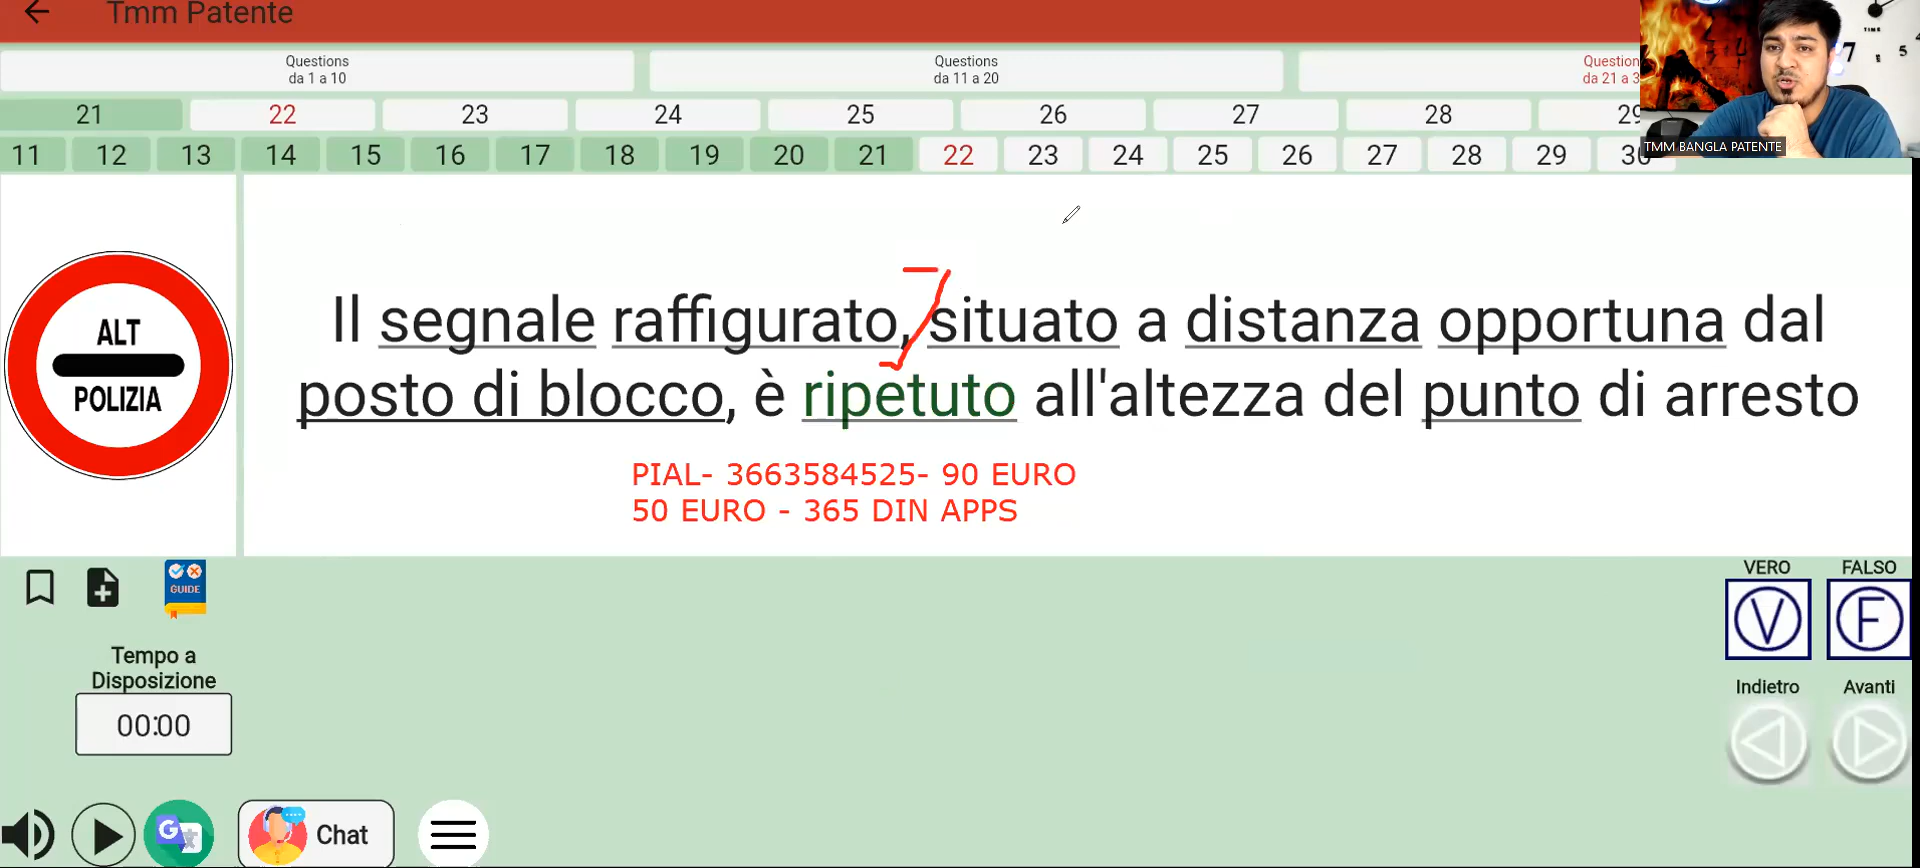 Tmm Patente
Questions
da 1 a 10
Questions
da 11 a 20
Question
da 21 a 3
21 22 23 24 25 26 27 28 29
11 12 13 14 15 16 17 18 19 20 21 22 23 24 25 26 27 28 29 30
TIME
7 5
TMM BANGLA PATENTE
ALT
POLIZIA
Il segnale raffigurato, situato a distanza opportuna dal
posto di blocco, è ripetuto all'altezza del punto di arresto
PIAL- 3663584525- 90 EURO
50 EURO - 365 DIN APPS
GUIDE
VERO FALSO
V F
Tempo a
Disposizione
00:00
Indietro Avanti
G
Chat